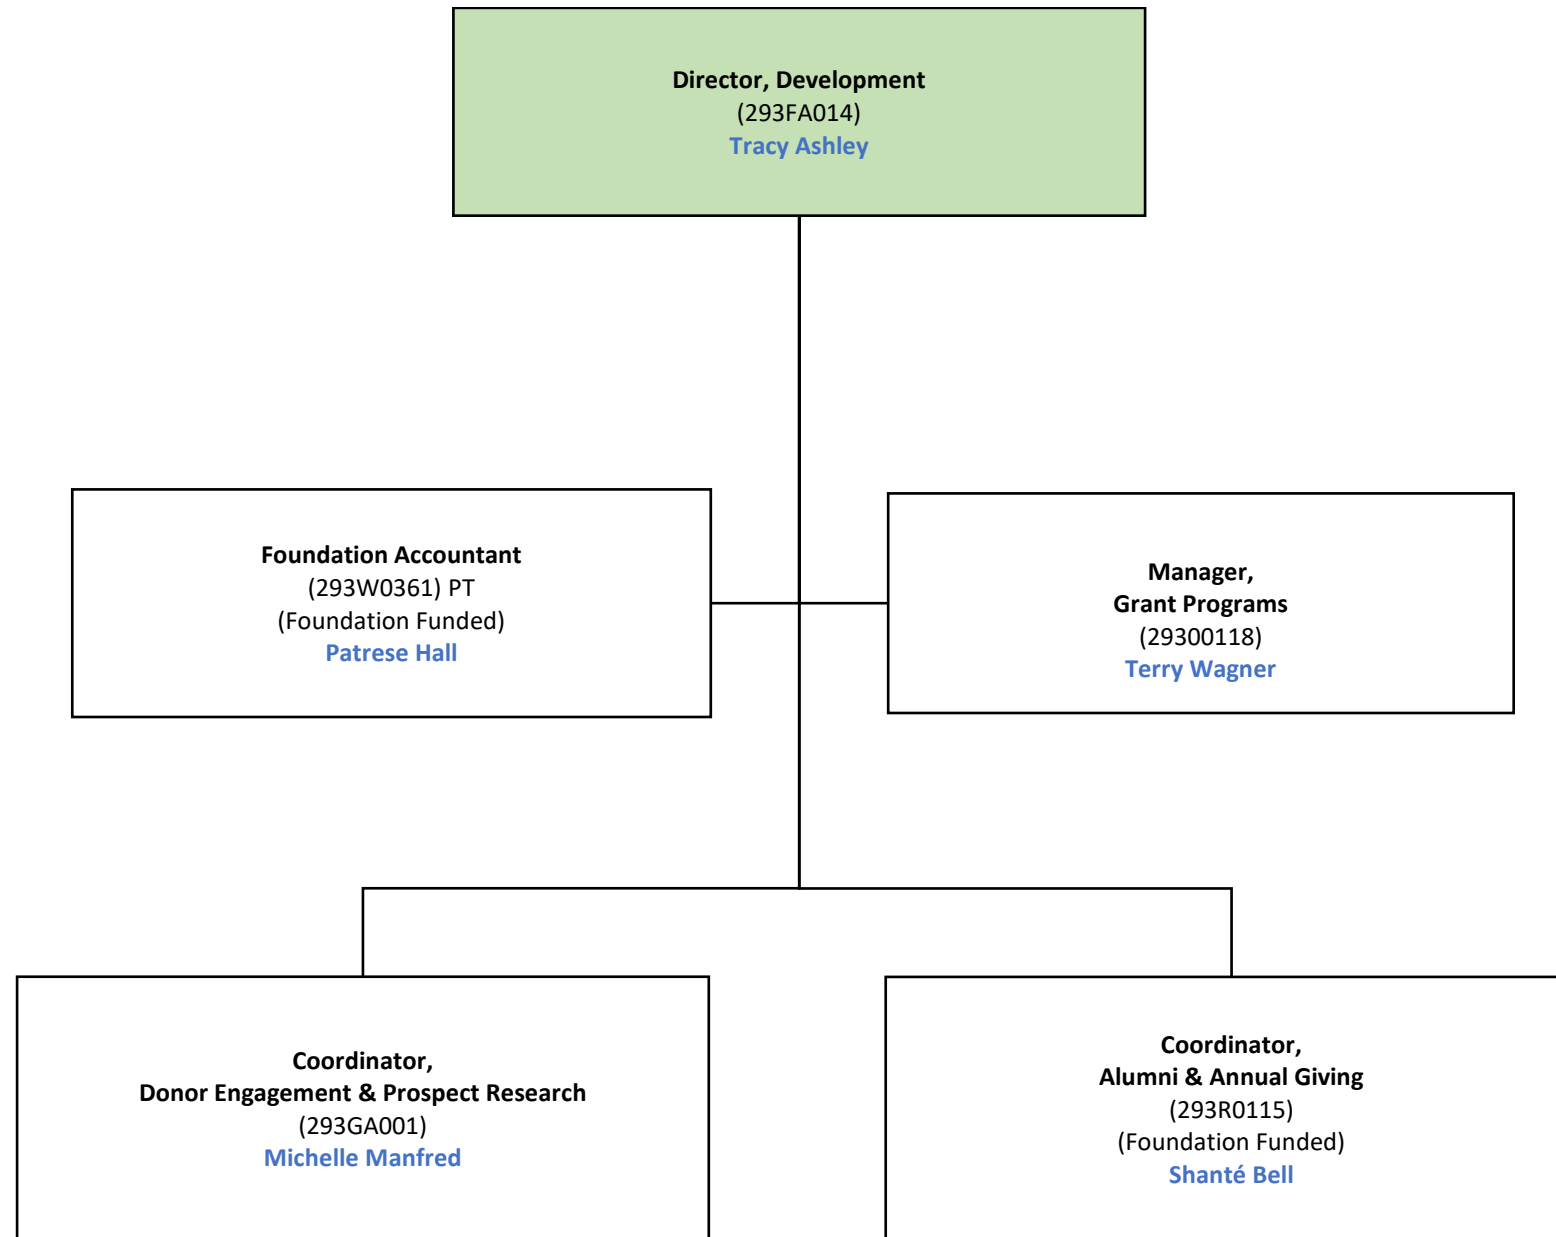 Director, Development
(293FA014)
Tracy Ashley
Foundation Accountant
(293W0361) PT
(Foundation Funded)
Patrese Hall
Manager,
Grant Programs
(29300118)
Terry Wagner
Coordinator,
Donor Engagement & Prospect Research
(293GA001)
Michelle Manfred
Coordinator,
Alumni & Annual Giving
(293R0115)
(Foundation Funded)
Shanté Bell